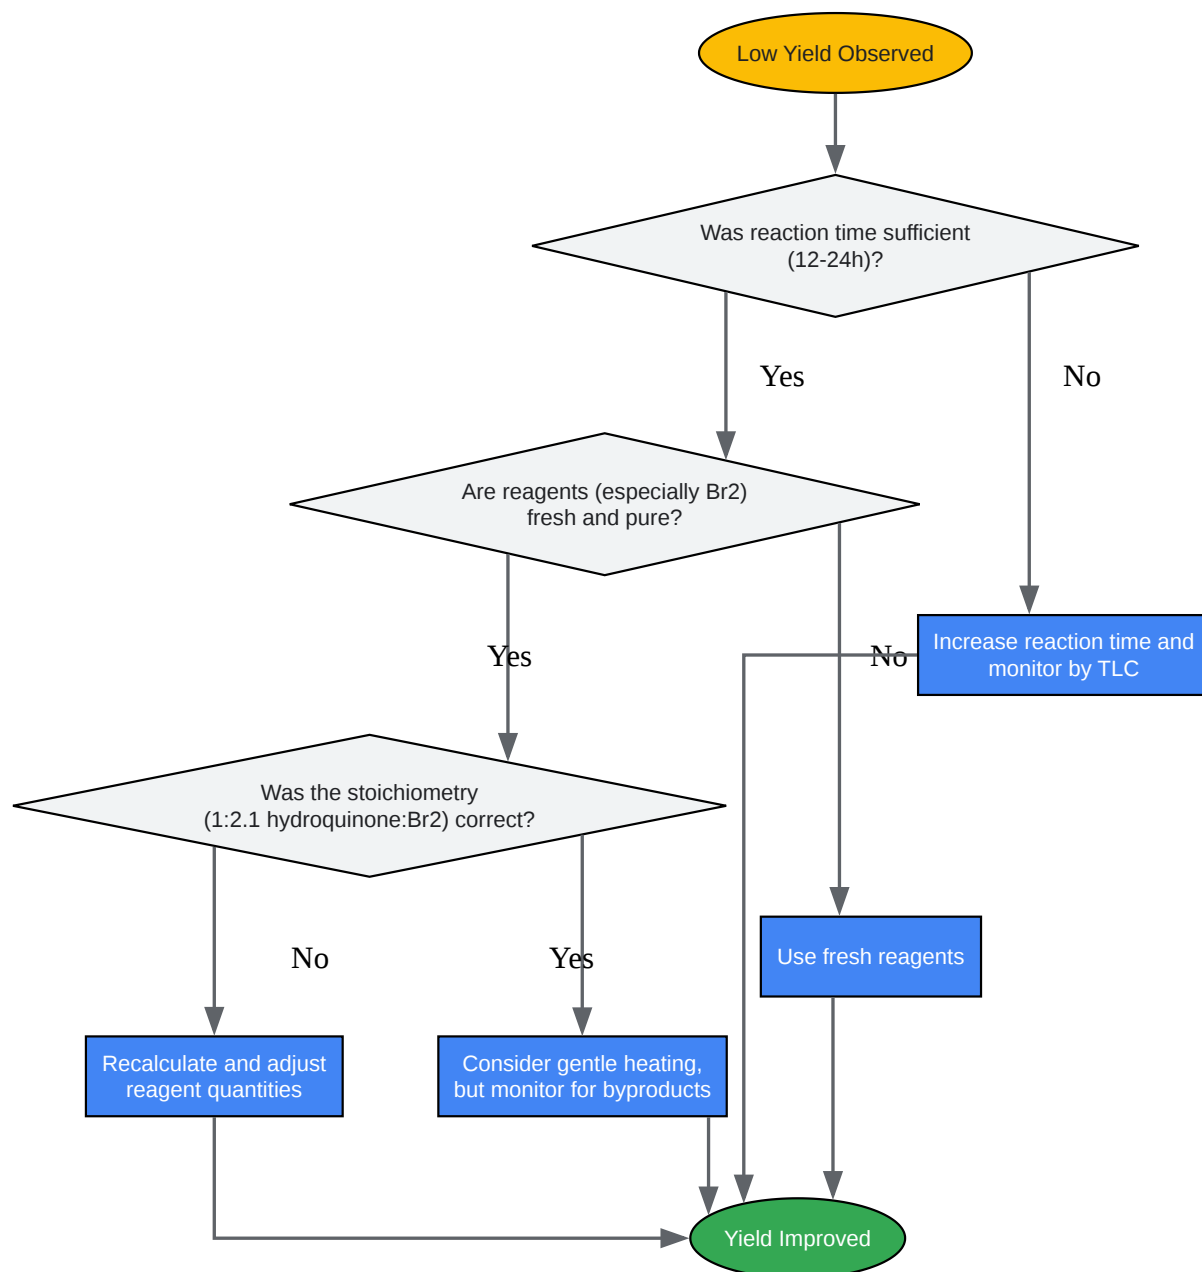 Low Yield Observed
Was reaction time sufficient
(12-24h)?
Yes
No
Are reagents (especially Br2)
fresh and pure?
Yes
No
Increase reaction time and
monitor by TLC
Was the stoichiometry
(1:2.1 hydroquinone:Br2) correct?
No
Yes
Use fresh reagents
Recalculate and adjust
reagent quantities
Consider gentle heating,
but monitor for byproducts
Yield Improved